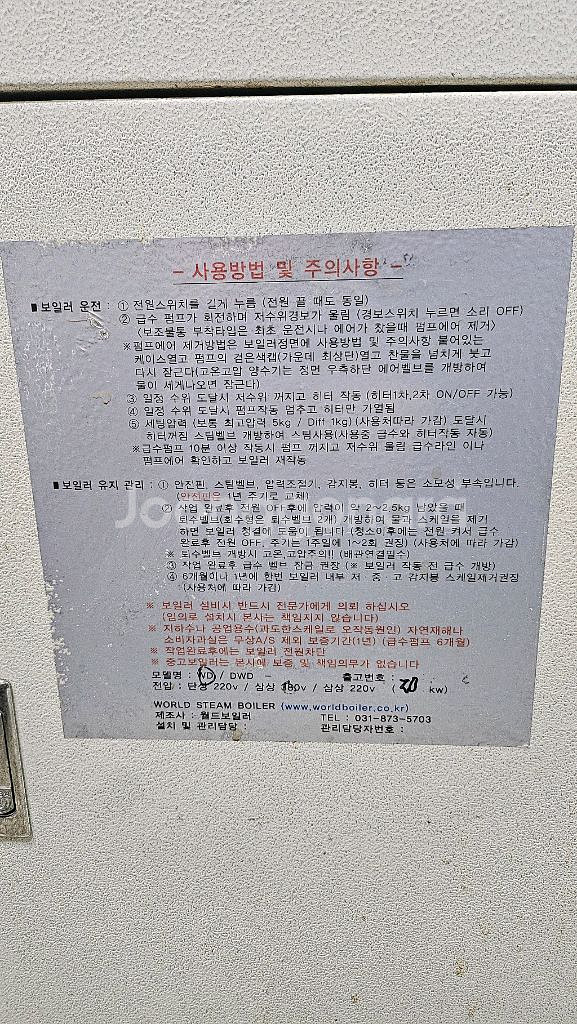 - 사용방법 및 주의사항 -
■보일러 운전 : ① 전원스위치를 길게 누름 (전원 끌 때도 동일)
② 급수 펌프가 회전하며 저수위경보가 울림 (경보스위치 누르면 소리 OFF)
(보조물통 부착타입은 최초 운전시나 에어가 찼을때 펌프에어 제거)
※펌프에어 제거방법은 보일러정면에 사용방법 및 주의사항 붙어있는
케이스열고 펌프의 검은색캡(가운데 최상단)열고 찬물을 넘치게 붓고
다시 잠근다(고온고압 양수기는 정면 우측하단 에어벨브를 개방하여
물이 세게나오면 잠근다)
③ 일정 수위 도달시 저수위 꺼지고 히터 작동 (히터1차,2차 ON/OFF 가능)
④ 일정 수위 도달시 펌프작동 멈추고 히터만 가열됨
⑤ 세팅압력 (보통 최고압력 5kg / Diff 1kg) (사용처따라 가감) 도달시
히터꺼짐 스팀벨브 개방하여 스팀사용(사용중 급수와 히터작동 자동)
※급수펌프 10분 이상 작동시 펌프 꺼지고 저수위 울림 급수라인 이나
펌프에어 확인하고 보일러 재작동
■보일러 유지 관리 : ① 안전핀, 스팀벨브, 압력조절기, 감지봉, 히터 등은 소모성 부속입니다.
(안전핀은 1년 주기로 교체)
② 작업 완료후 전원 OFF후에 압력이 약 2~2.5kg 남았을 때
퇴수벨브(회수형은 퇴수벨브 2개) 개방하여 물과 스케일을 제거
하면 보일러 청결에 도움이 됩니다 (청소이후에는 전원 켜서 급수
완료후 전원 OFF, 주기는 1주일에 1~2회 권장) (사용처에 따라 가감)
※ 퇴수벨브 개방시 고온,고압주의!! (배관연결필수)
③ 작업 완료후 급수 벨브 잠금 권장 (※ 보일러 작동 전 급수 개방)
④ 6개월이나 1년에 한번 보일러 내부 저·중·고 감지봉 스케일제거권장
(사용처에 따라 가감)
※ 보일러 설비시 반드시 전문가에게 의뢰 하십시오
(임의로 설치시 본사는 책임지지 않습니다)
※ 지하수나 공업용수(과도한스케일로 오작동원인) 자연재해나
소비자과실은 무상A/S 제외 보증기간(1년) (급수펌프 6개월)
※ 작업완료후에는 보일러 전원차단
※ 중고보일러는 본사에 보증 및 책임의무가 없습니다
모델명 : WD / DWD - 출고번호 :
전압 : 단상 220v / 삼상 380v / 삼상 220v ( 20 kw)
WORLD STEAM BOILER (www.worldboiler.co.kr)
제조사 : 월드보일러 TEL : 031-873-5703
설치 및 관리담당 : 관리담당자번호 :